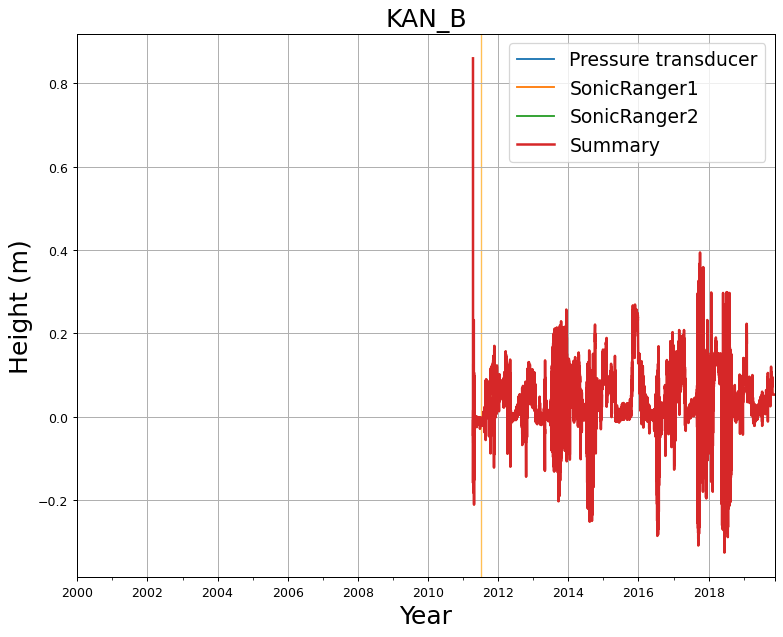 KAN_B
Pressure transducer
SonicRanger1
SonicRanger2
Summary
Height (m)
0.8
0.6
0.4
0.2
0.0
−0.2
2000 2002 2004 2006 2008 2010 2012 2014 2016 2018
Year